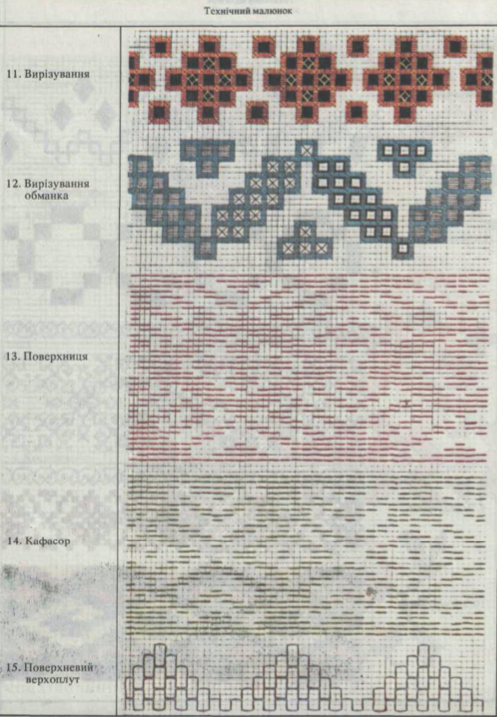 Технічний малюнок
11. Вирізування
12. Вирізування
обманка
13. Поверхниця
14. Кафасор
15. Поверхневий
верхоплут